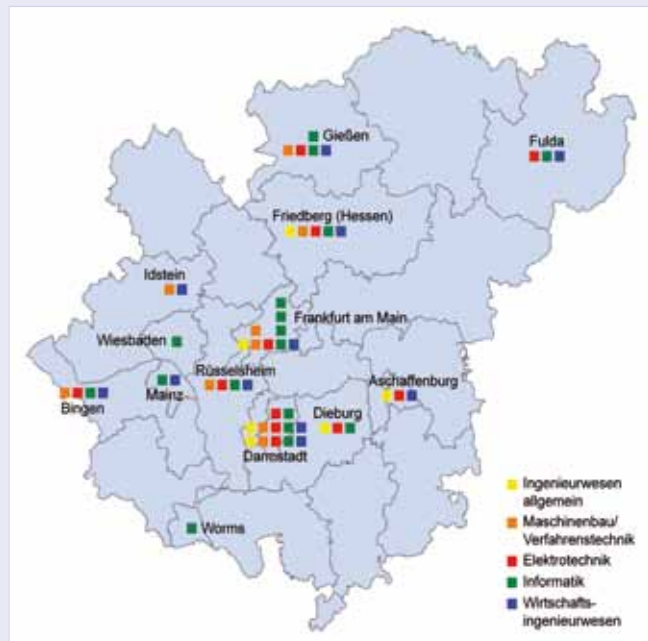 Gießen
Fulda
Friedberg (Hessen)
Idstein
Frankfurt am Main
Wiesbaden
Rüsselsheim
Aschaffenburg
Mainz
Bingen
Dieburg
Darmstadt
Worms
Ingenieurwesen
allgemein
Maschinenbau/
Verfahrenstechnik
Elektrotechnik
Informatik
Wirtschafts-
ingenieurwesen